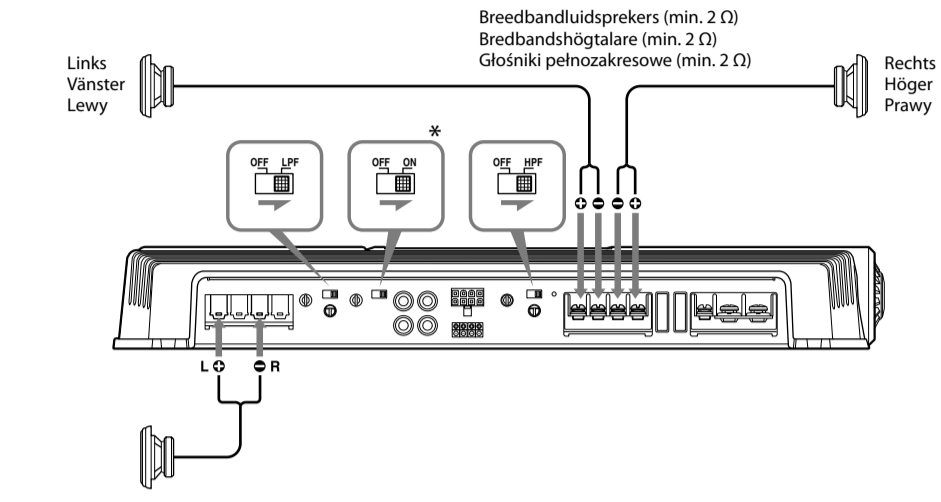 Breedbandluidsprekers (min. 2 Ω)
Bredbandshögtalare (min. 2 Ω)
Głośniki pełnozakresowe (min. 2 Ω)
Links
Vänster
Lewy
Rechts
Höger
Prawy
*
OFF LPF
OFF ON
OFF HPF
+ − − +
L + − R